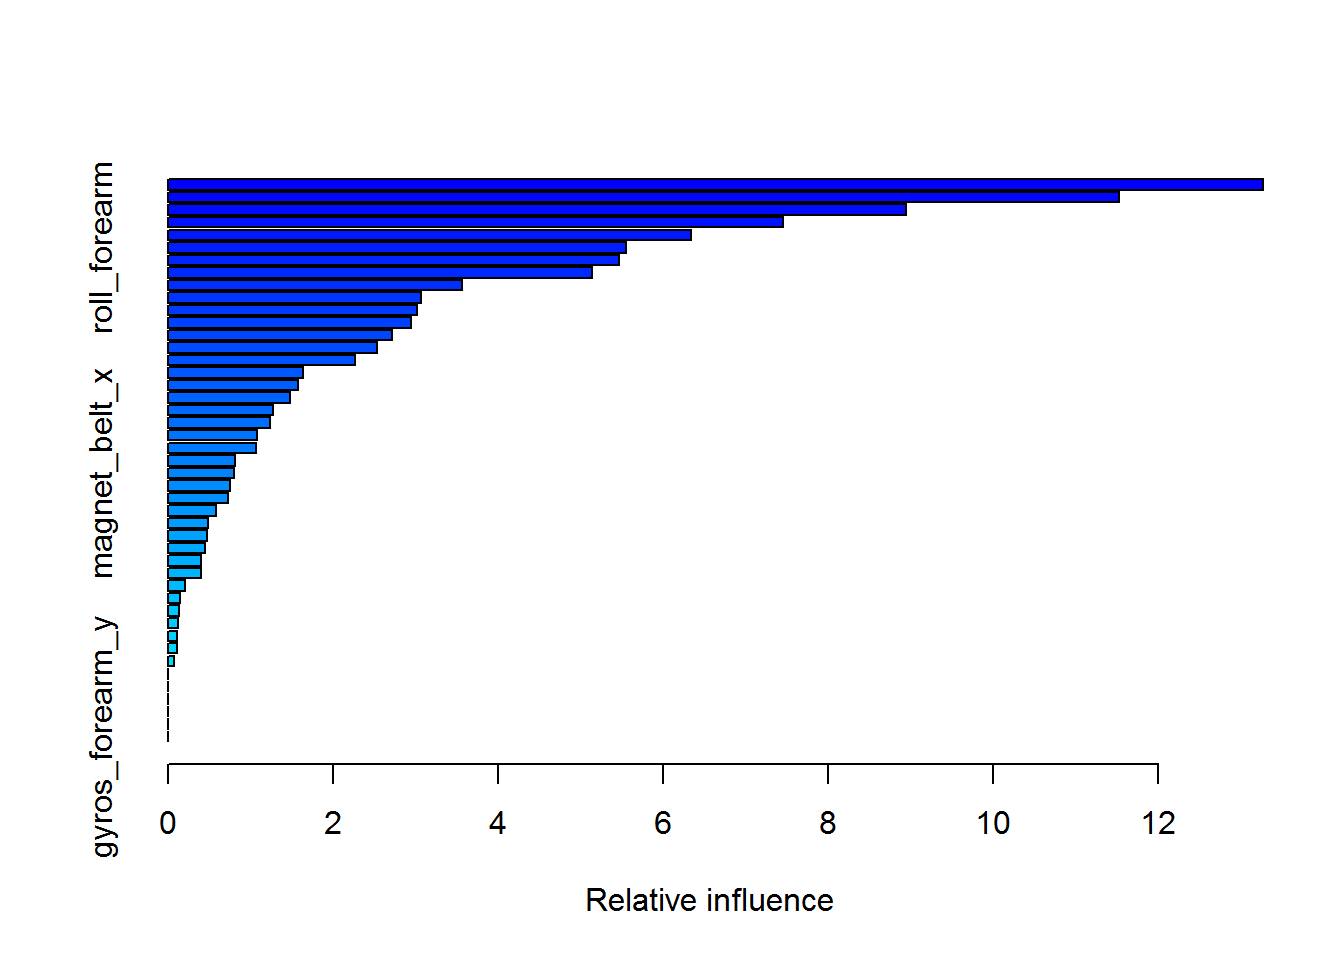 roll_forearm
magnet_belt_x
gyros_forearm_y
0 2 4 6 8 10 12
Relative influence